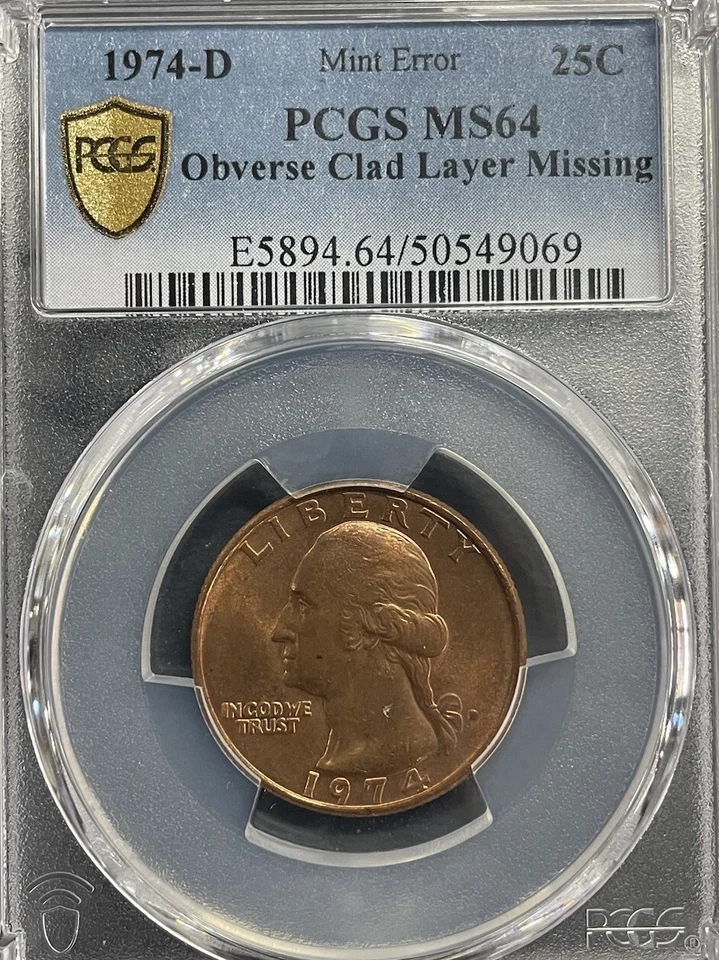 1974-D Mint Error 25C
PCGS MS64
PCGS
Obverse Clad Layer Missing
E5894.64/50549069
LIBERTY
IN GOD WE
TRUST
D
1974
PCGS®